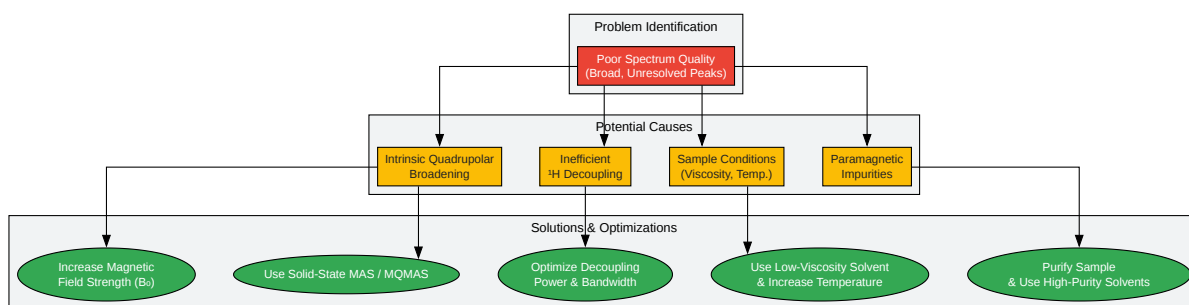 Problem Identification
Poor Spectrum Quality
(Broad, Unresolved Peaks)
Potential Causes
Intrinsic Quadrupolar
Broadening
Inefficient
¹H Decoupling
Sample Conditions
(Viscosity, Temp.)
Paramagnetic
Impurities
Solutions & Optimizations
Increase Magnetic
Field Strength (B₀)
Use Solid-State MAS / MQMAS
Optimize Decoupling
Power & Bandwidth
Use Low-Viscosity Solvent
& Increase Temperature
Purify Sample
& Use High-Purity Solvents